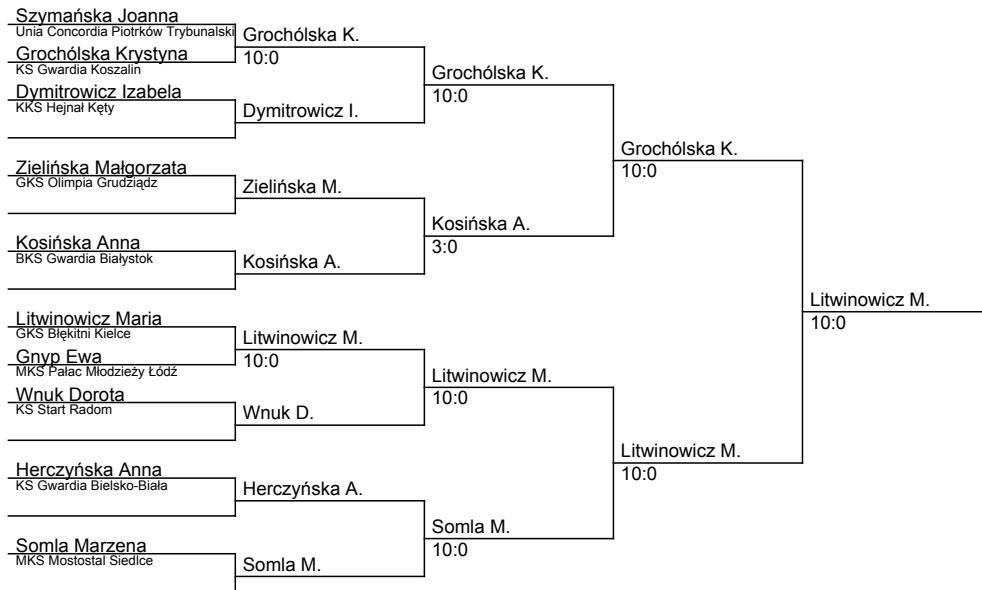 Szymańska Joanna
Unia Concordia Piotrków Trybunalski
Grochólska Krystyna
KS Gwardia Koszalin
Dymitrowicz Izabela
KKS Hejnał Kęty
Zielińska Małgorzata
GKS Olimpia Grudziądz
Kosińska Anna
BKS Gwardia Białystok
Litwinowicz Maria
GKS Błękitni Kielce
Gnyp Ewa
MKS Pałac Młodzieży Łódź
Wnuk Dorota
KS Start Radom
Herczyńska Anna
KS Gwardia Bielsko-Biała
Somla Marzena
MKS Mostostal Siedlce
Grochólska K.
10:0
Dymitrowicz I.
Zielińska M.
Kosińska A.
Litwinowicz M.
10:0
Wnuk D.
Herczyńska A.
Somla M.
Grochólska K.
10:0
Kosińska A.
3:0
Litwinowicz M.
10:0
Somla M.
10:0
Grochólska K.
10:0
Litwinowicz M.
10:0
Litwinowicz M.
10:0